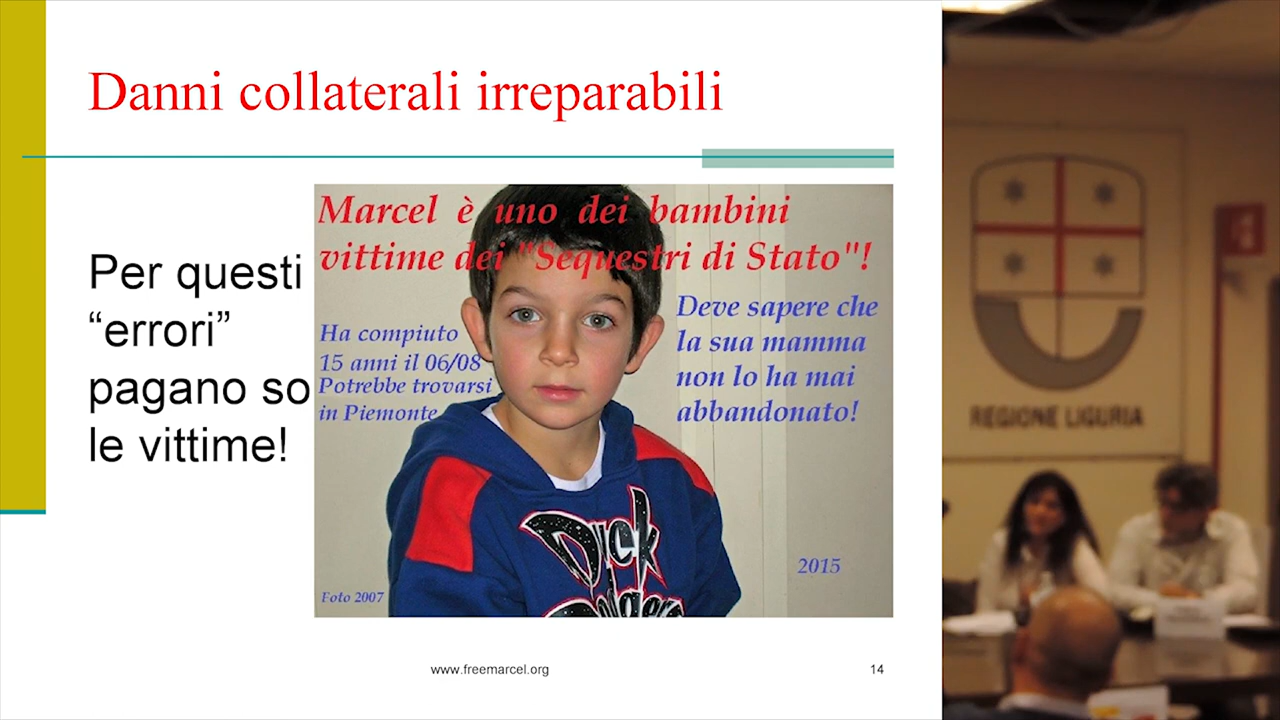 Danni collaterali irreparabili
Per questi
“errori”
pagano so
le vittime!
Marcel è uno dei bambini
vittime dei "Sequestri di Stato"!
Ha compiuto
15 anni il 06/08
Potrebbe trovarsi
in Piemonte
Deve sapere che
la sua mamma
non lo ha mai
abbandonato!
Duck
Dodgers
2015
Foto 2007
www.freemarcel.org
14
REGIONE LIGURIA